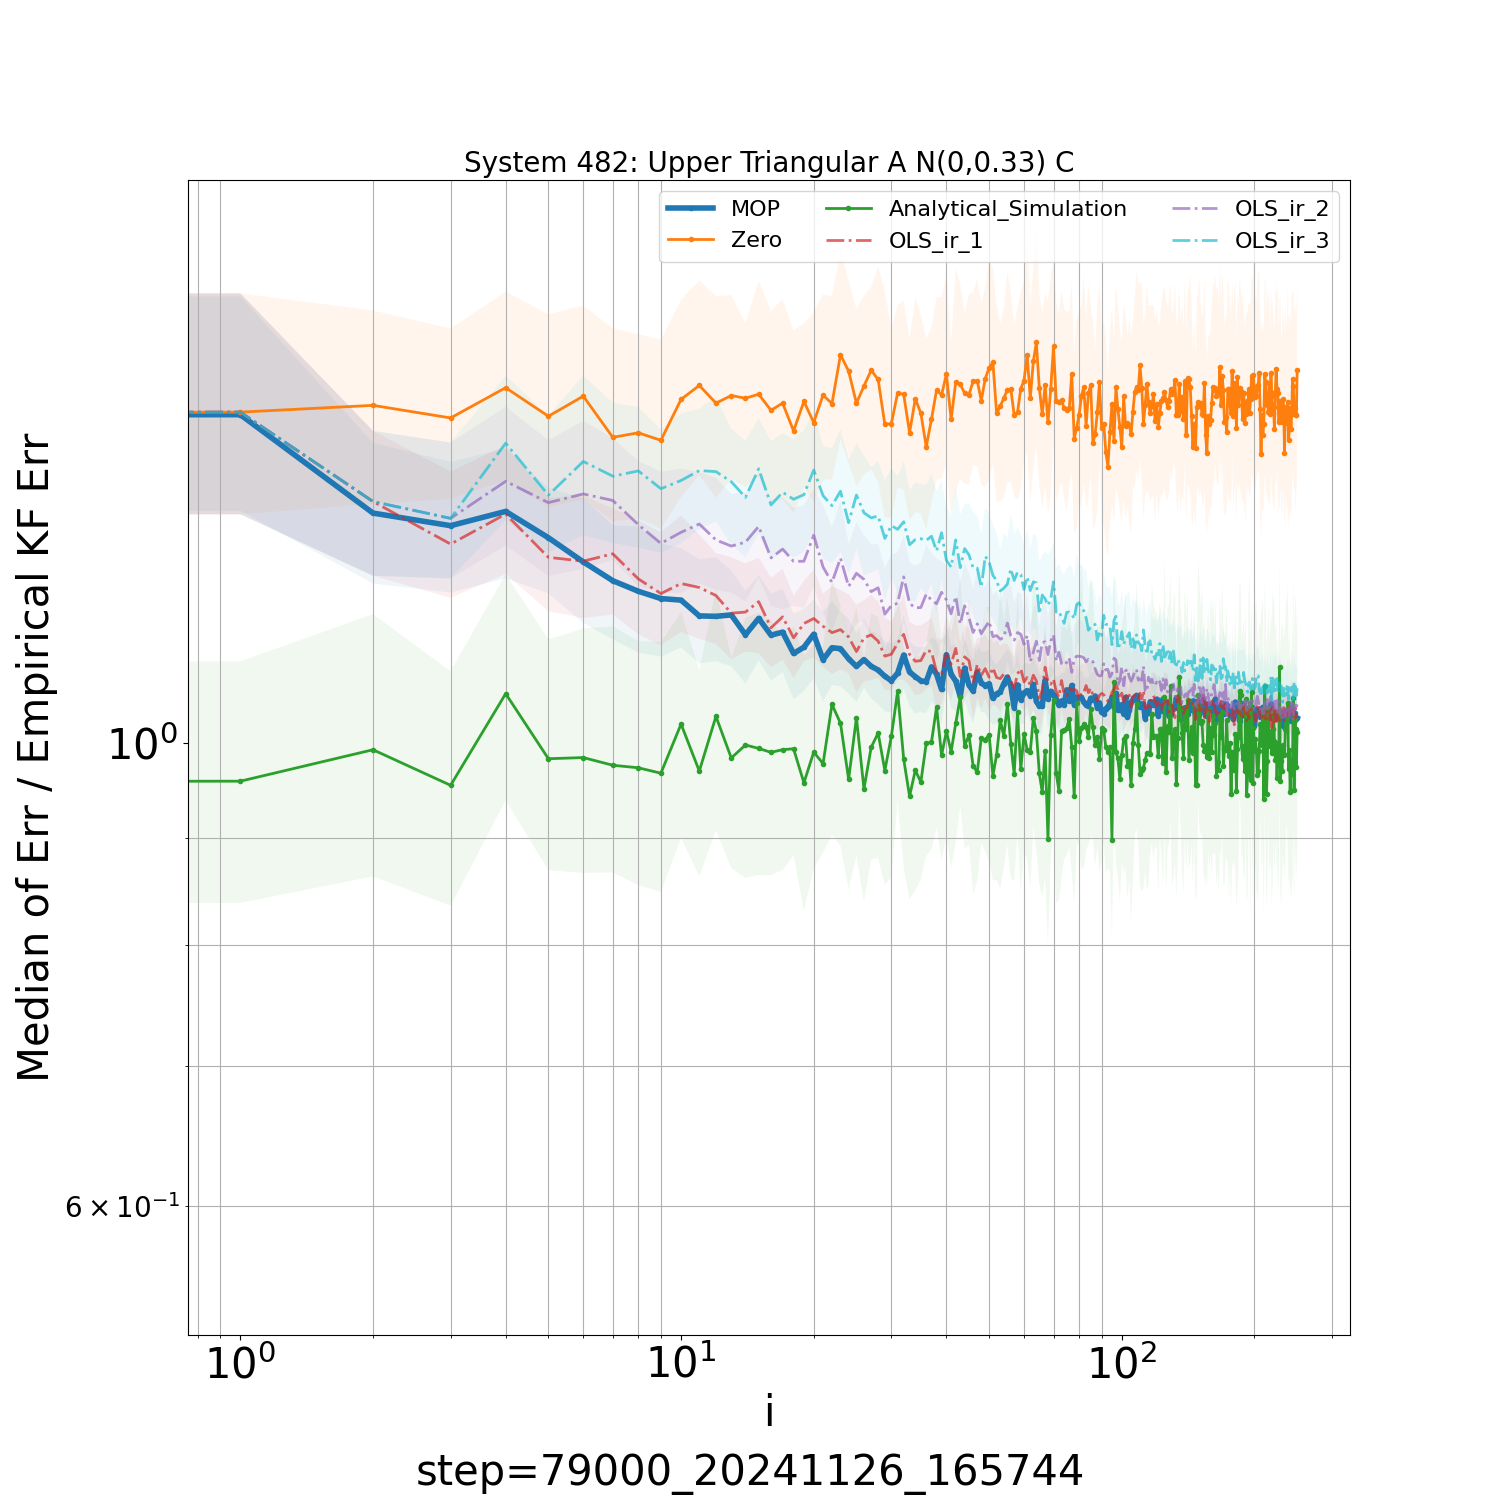 System 482: Upper Triangular A N(0,0.33) C
MOP
Zero
Analytical_Simulation
OLS_ir_1
OLS_ir_2
OLS_ir_3
Median of Err / Empirical KF Err
10⁰
6 × 10⁻¹
10⁰ 10¹ 10²
i
step=79000_20241126_165744